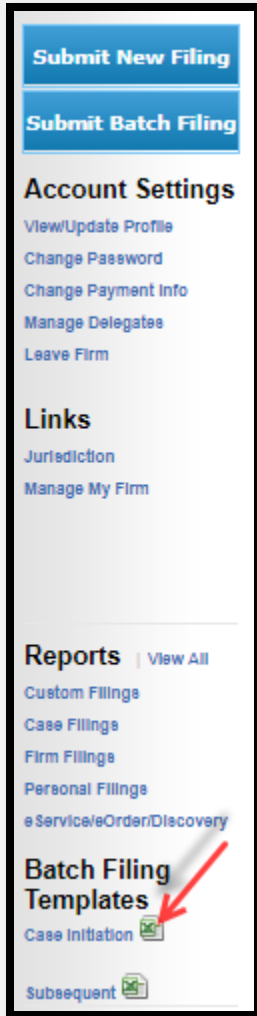 Submit New Filing
Submit Batch Filing
Account Settings
View/Update Profile
Change Password
Change Payment Info
Manage Delegates
Leave Firm
Links
Jurisdiction
Manage My Firm
Reports | View All
Custom Filings
Case Filings
Firm Filings
Personal Filings
eService/eOrder/Discovery
Batch Filing
Templates
Case Initiation
Subsequent